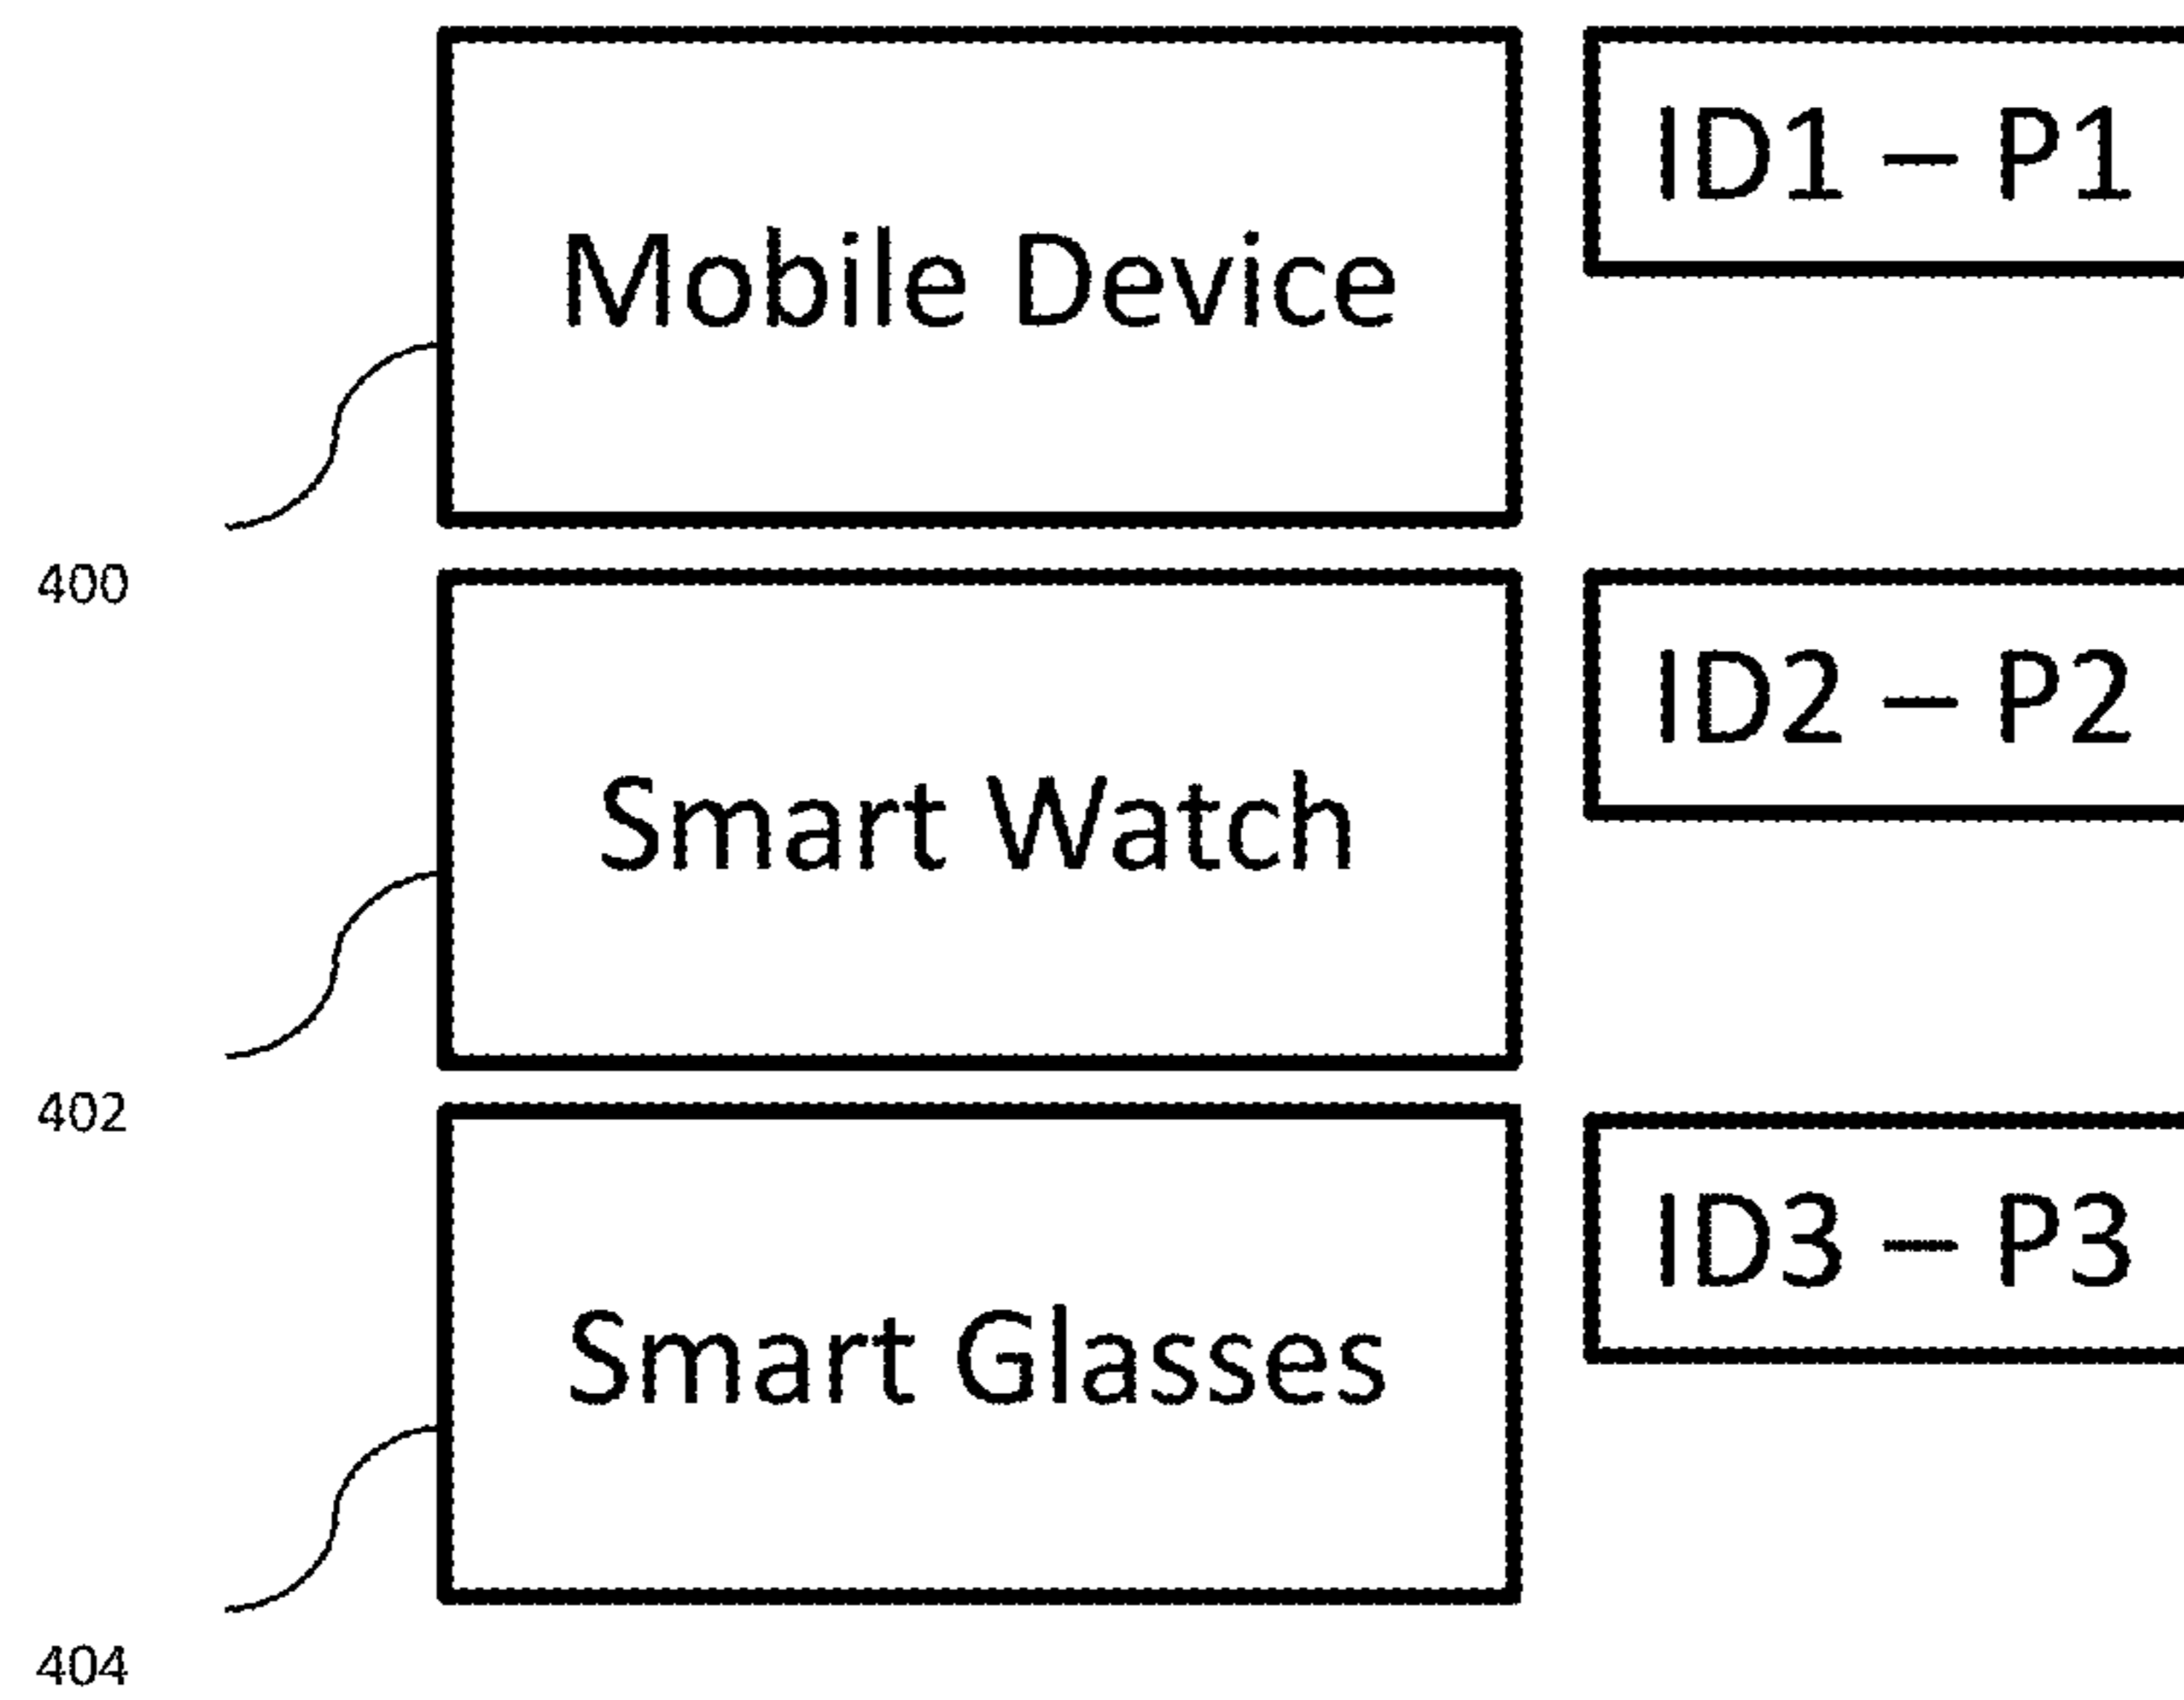 Mobile Device
ID1 – P1
400
Smart Watch
ID2 – P2
402
Smart Glasses
ID3 – P3
404